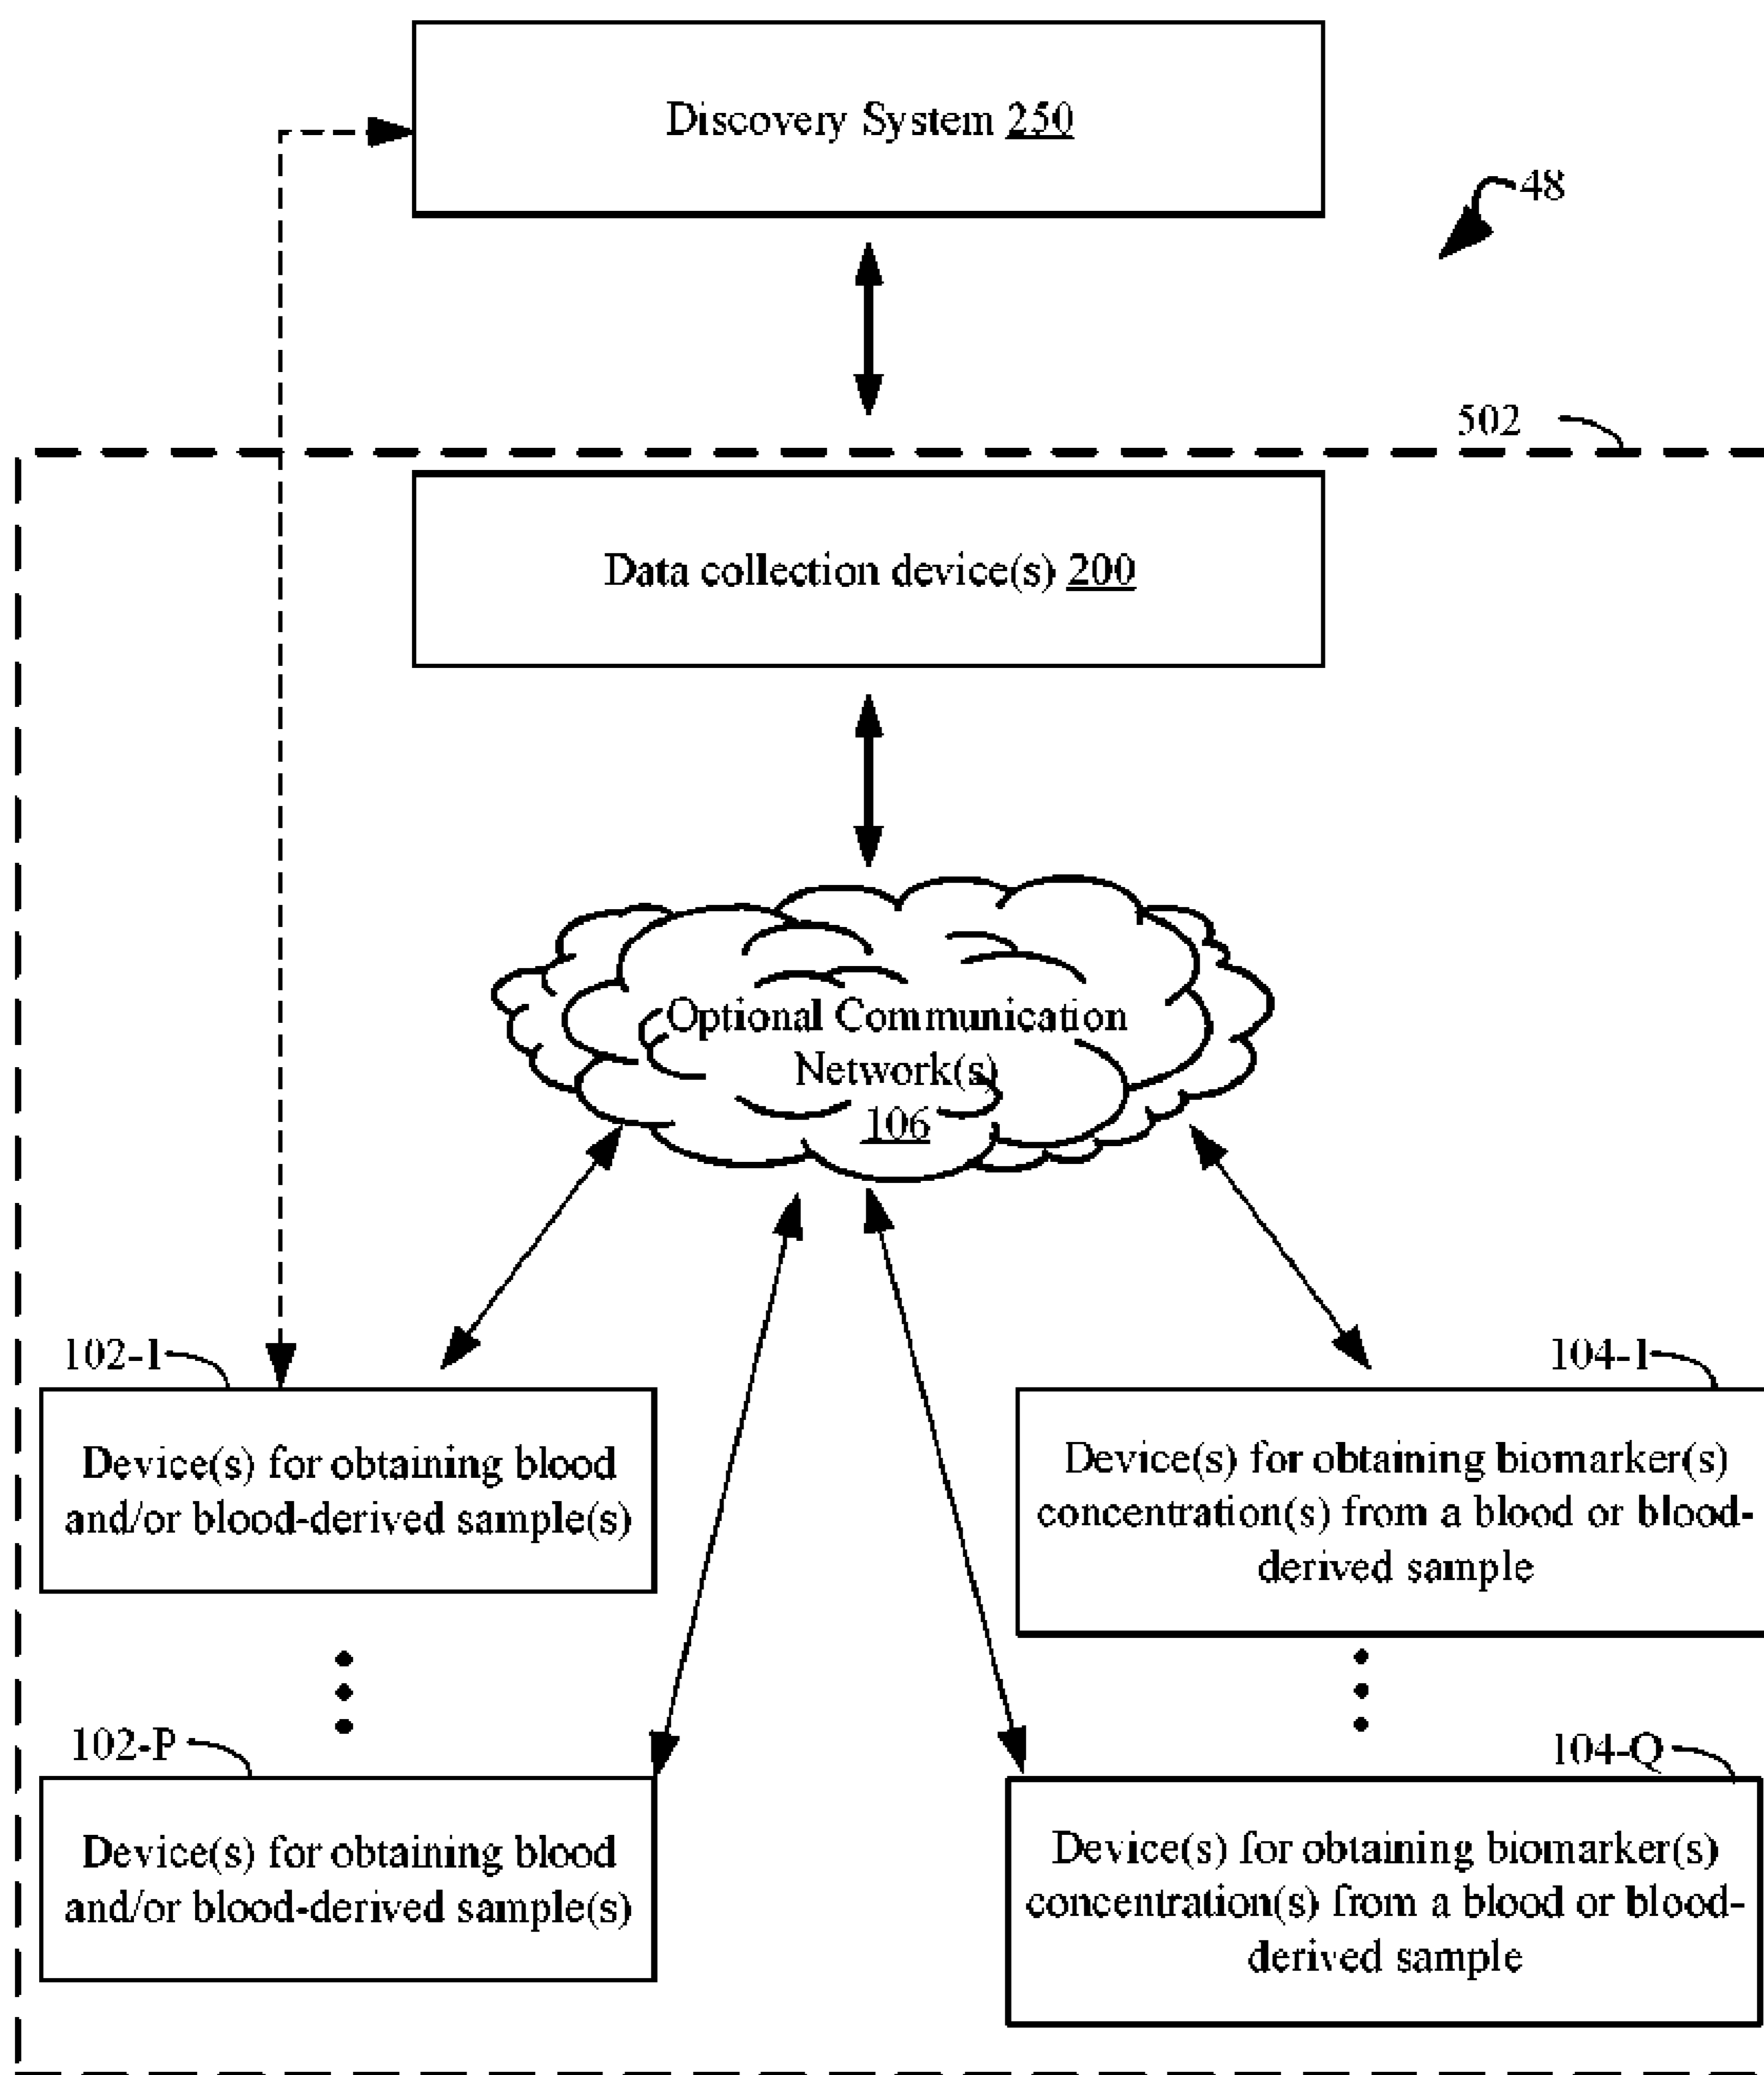 Discovery System 250
48
502
Data collection device(s) 200
Optional Communication
Network(s)
106
102-1
104-1
Device(s) for obtaining blood
and/or blood-derived sample(s)
Device(s) for obtaining biomarker(s)
concentration(s) from a blood or blood-
derived sample
102-P
104-Q
Device(s) for obtaining blood
and/or blood-derived sample(s)
Device(s) for obtaining biomarker(s)
concentration(s) from a blood or blood-
derived sample